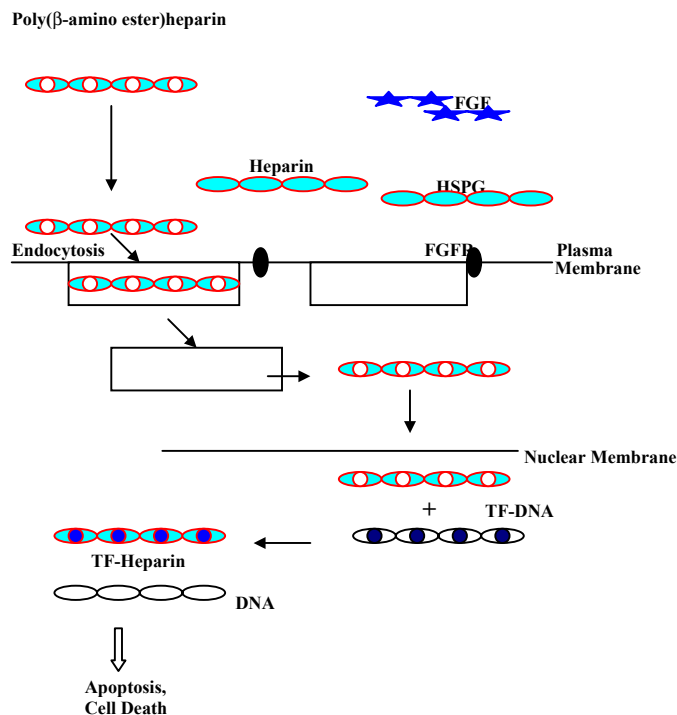 Poly(β-amino ester)heparin
FGF
Heparin
HSPG
Endocytosis
FGFR
Plasma
Membrane
Nuclear Membrane
+
TF-DNA
TF-Heparin
DNA
Apoptosis,
Cell Death